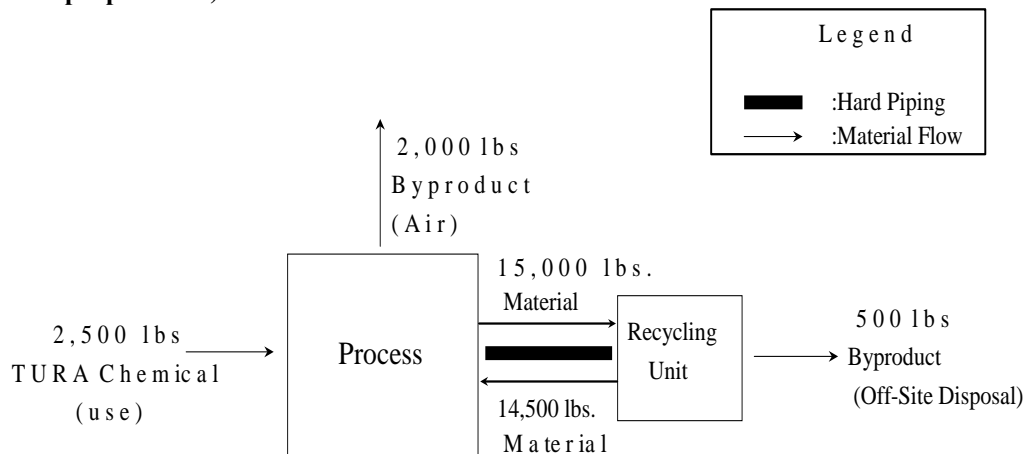 Legend
:Hard Piping
:Material Flow
2,000 lbs
Byproduct
(Air)
15,000 lbs.
Material
2,500 lbs
TURA Chemical
(use)
Process
Recycling
Unit
500 lbs
Byproduct
(Off-Site Disposal)
14,500 lbs.
Material